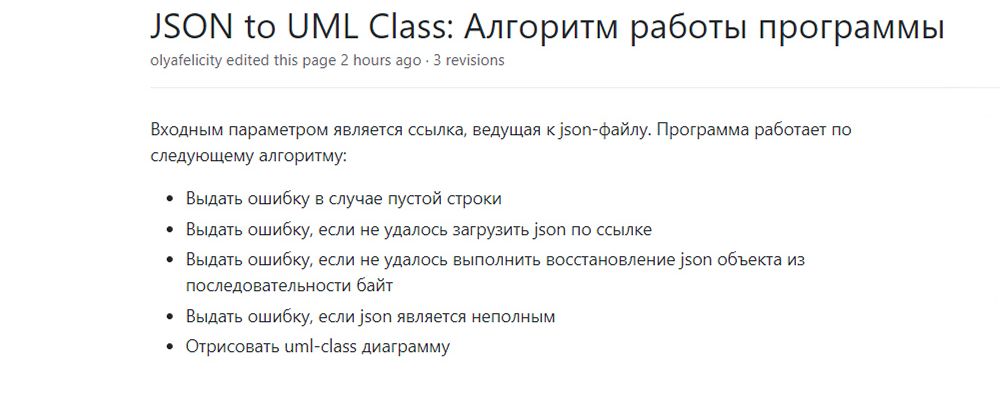 JSON to UML Class: Алгоритм работы программы
olyafelicity edited this page 2 hours ago · 3 revisions
Входным параметром является ссылка, ведущая к json-файлу. Программа работает по
следующему алгоритму:
• Выдать ошибку в случае пустой строки
• Выдать ошибку, если не удалось загрузить json по ссылке
• Выдать ошибку, если не удалось выполнить восстановление json объекта из
последовательности байт
• Выдать ошибку, если json является неполным
• Отрисовать uml-class диаграмму